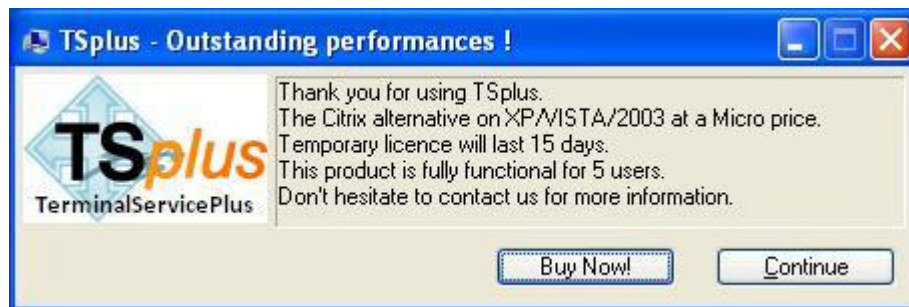 TSplus - Outstanding performances !
TSplus
TerminalServicePlus
Thank you for using TSplus.
The Citrix alternative on XP/VISTA/2003 at a Micro price.
Temporary licence will last 15 days.
This product is fully functional for 5 users.
Don't hesitate to contact us for more information.
Buy Now!
Continue